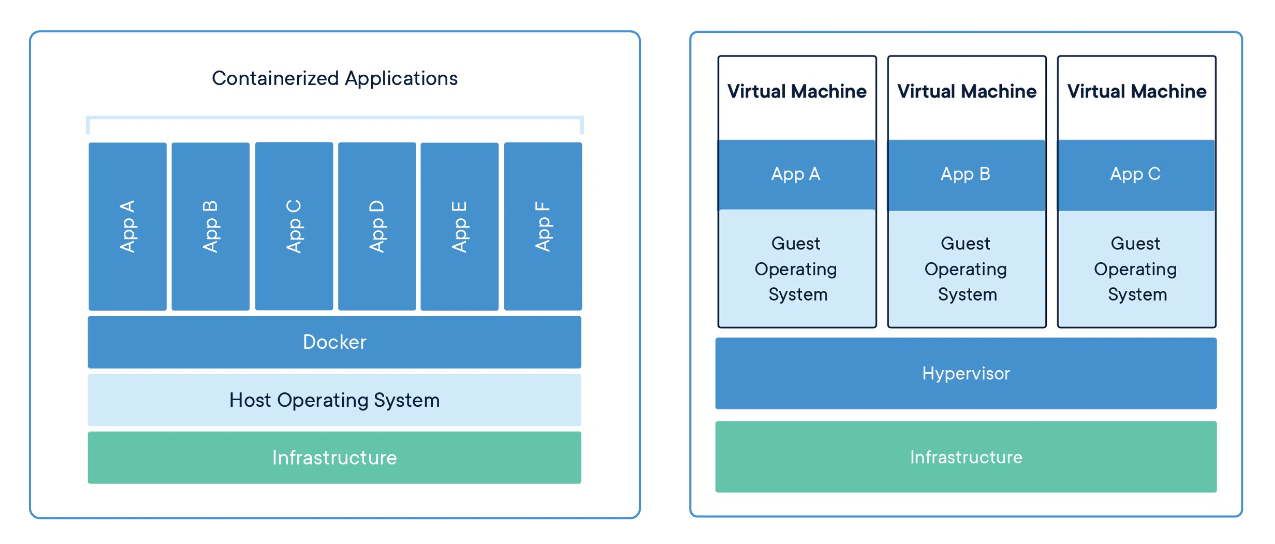 Containerized Applications
App A
App B
App C
App D
App E
App F
Docker
Host Operating System
Infrastructure
Virtual Machine
App A
Guest
Operating
System
Virtual Machine
App B
Guest
Operating
System
Virtual Machine
App C
Guest
Operating
System
Hypervisor
Infrastructure